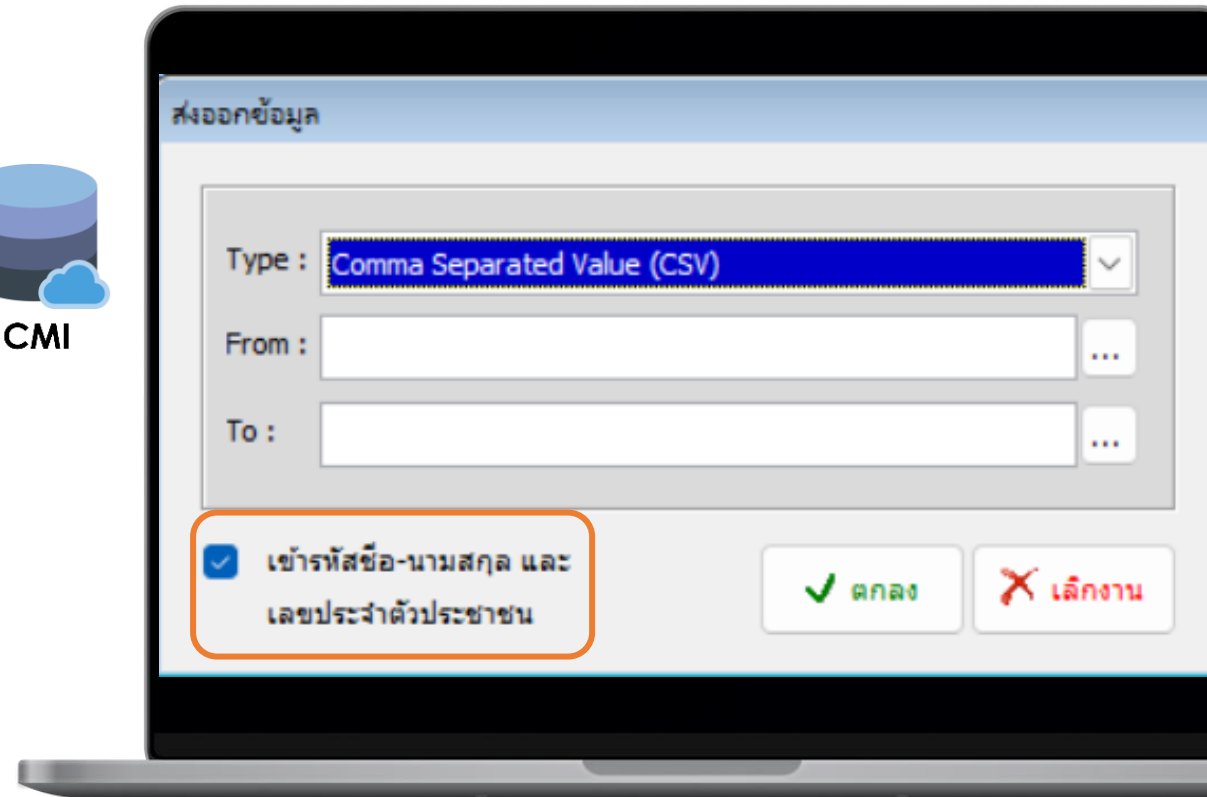 ส่งออกข้อมูล
Type : Comma Separated Value (CSV)
CMI
From : ...
To : ...
เข้ารหัสชื่อ-นามสกุล และ
เลขประจำตัวประชาชน
ตกลง
เลิกงาน